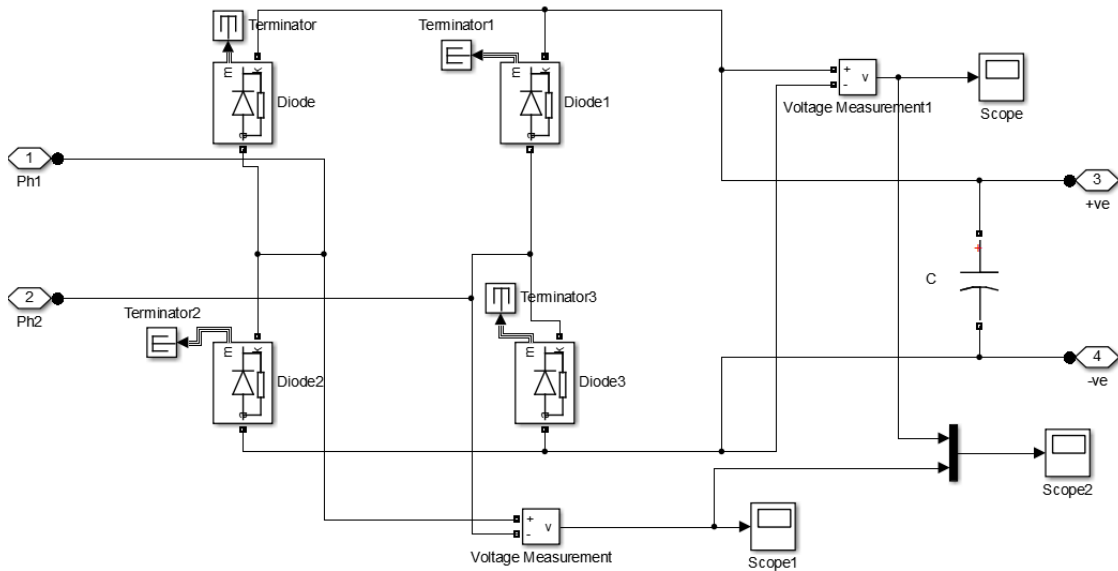 Terminator
Terminator1
m
k
Diode
a
m
k
Diode1
a
+
-
v
Voltage Measurement1
Scope
1
Ph1
3
+ve
+
C
2
Ph2
Terminator2
Terminator3
m
k
Diode2
a
m
k
Diode3
a
4
-ve
Scope2
+
-
v
Voltage Measurement
Scope1